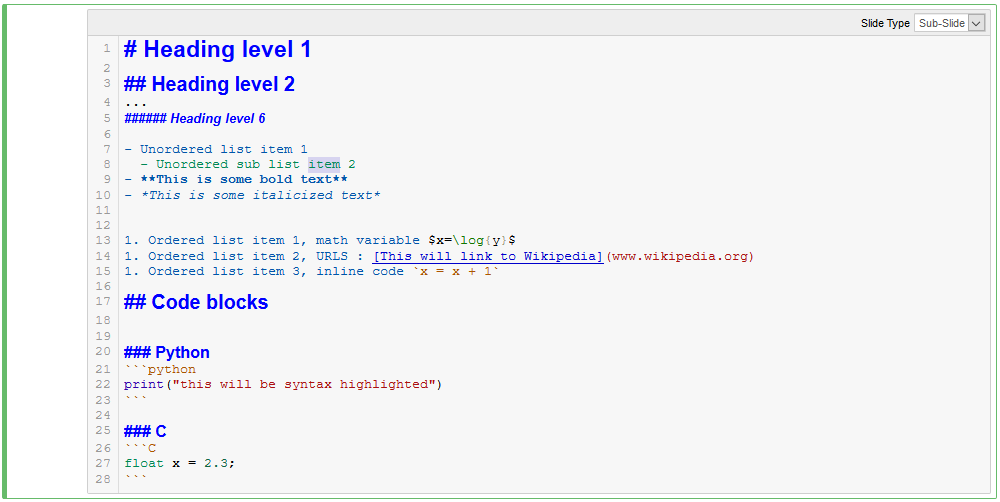 Slide Type Sub-Slide
1 # Heading level 1
2
3 ## Heading level 2
4 ...
5 ###### Heading level 6
6
7 - Unordered list item 1
8   - Unordered sub list item 2
9 - **This is some bold text**
10 - *This is some italicized text*
11
12
13 1. Ordered list item 1, math variable $x=\log{y}$
14 1. Ordered list item 2, URLS : [This will link to Wikipedia](www.wikipedia.org)
15 1. Ordered list item 3, inline code `x = x + 1`
16
17 ## Code blocks
18
19
20 ### Python
21 ```python
22 print("this will be syntax highlighted")
23 ```
24
25 ### C
26 ```C
27 float x = 2.3;
28 ```